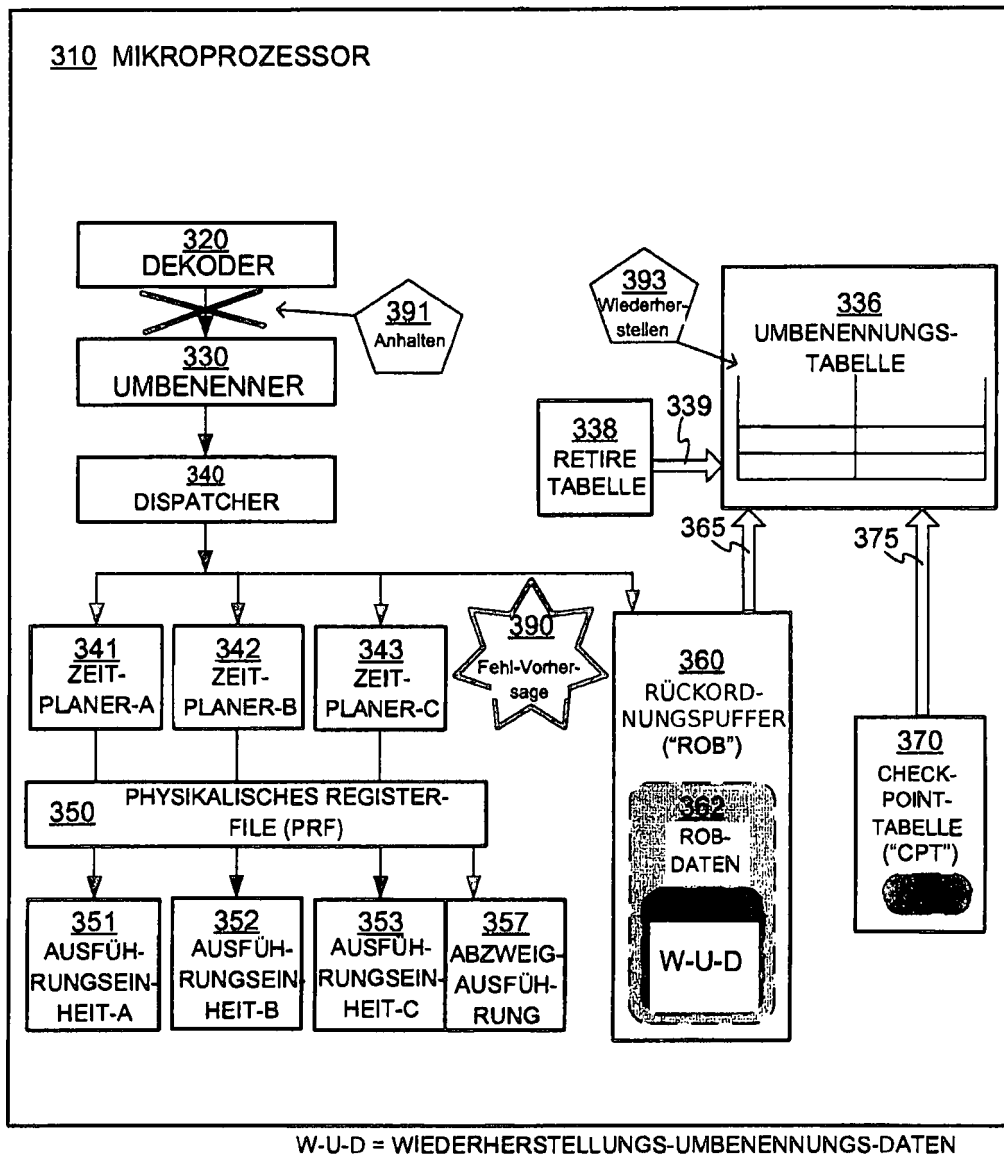 310 MIKROPROZESSOR
320
DEKODER
391
Anhalten
330
UMBENENNER
340
DISPATCHER
393
Wiederher-
stellen
336
UMBENENNUNGS-
TABELLE
338
RETIRE
TABELLE
339
365
375
341
ZEIT-
PLANER-A
342
ZEIT-
PLANER-B
343
ZEIT-
PLANER-C
390
Fehl-Vorher-
sage
350 PHYSIKALISCHES REGISTER-
FILE (PRF)
351
AUSFÜH-
RUNGSEIN-
HEIT-A
352
AUSFÜH-
RUNGSEIN-
HEIT-B
353
AUSFÜH-
RUNGSEIN-
HEIT-C
357
ABZWEIG-
AUSFÜH-
RUNG
360
RÜCKORD-
NUNGSPUFFER
("ROB")
362
ROB-
DATEN
W-U-D
370
CHECK-
POINT-
TABELLE
("CPT")
W-U-D = WIEDERHERSTELLUNGS-UMBENENNUNGS-DATEN